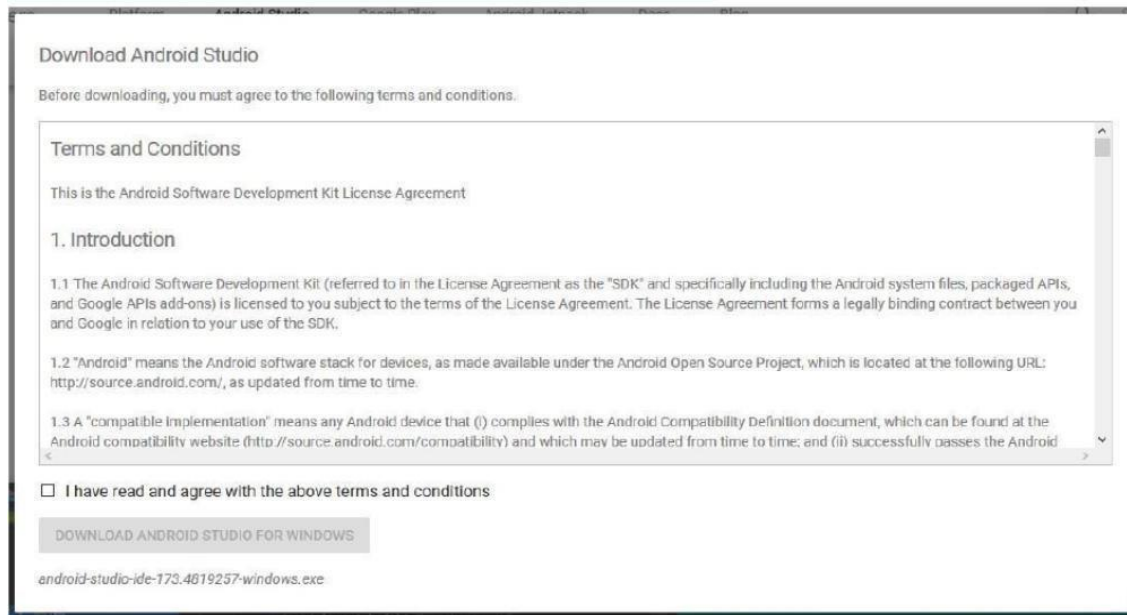 Platform Android Studio Google Play Android Jetpack Docs Blog
Download Android Studio
Before downloading, you must agree to the following terms and conditions.
Terms and Conditions
This is the Android Software Development Kit License Agreement
1. Introduction
1.1 The Android Software Development Kit (referred to in the License Agreement as the "SDK" and specifically including the Android system files, packaged APIs,
and Google APIs add-ons) is licensed to you subject to the terms of the License Agreement. The License Agreement forms a legally binding contract between you
and Google in relation to your use of the SDK.
1.2 "Android" means the Android software stack for devices, as made available under the Android Open Source Project, which is located at the following URL:
http://source.android.com/, as updated from time to time.
1.3 A "compatible implementation" means any Android device that (i) complies with the Android Compatibility Definition document, which can be found at the
Android compatibility website (http://source.android.com/compatibility) and which may be updated from time to time; and (ii) successfully passes the Android
I have read and agree with the above terms and conditions
DOWNLOAD ANDROID STUDIO FOR WINDOWS
android-studio-ide-173.4819257-windows.exe